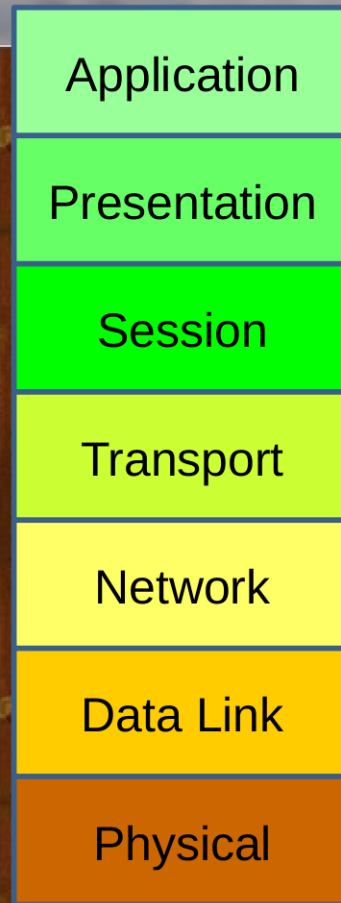 Application
Presentation
Session
Transport
Network
Data Link
Physical